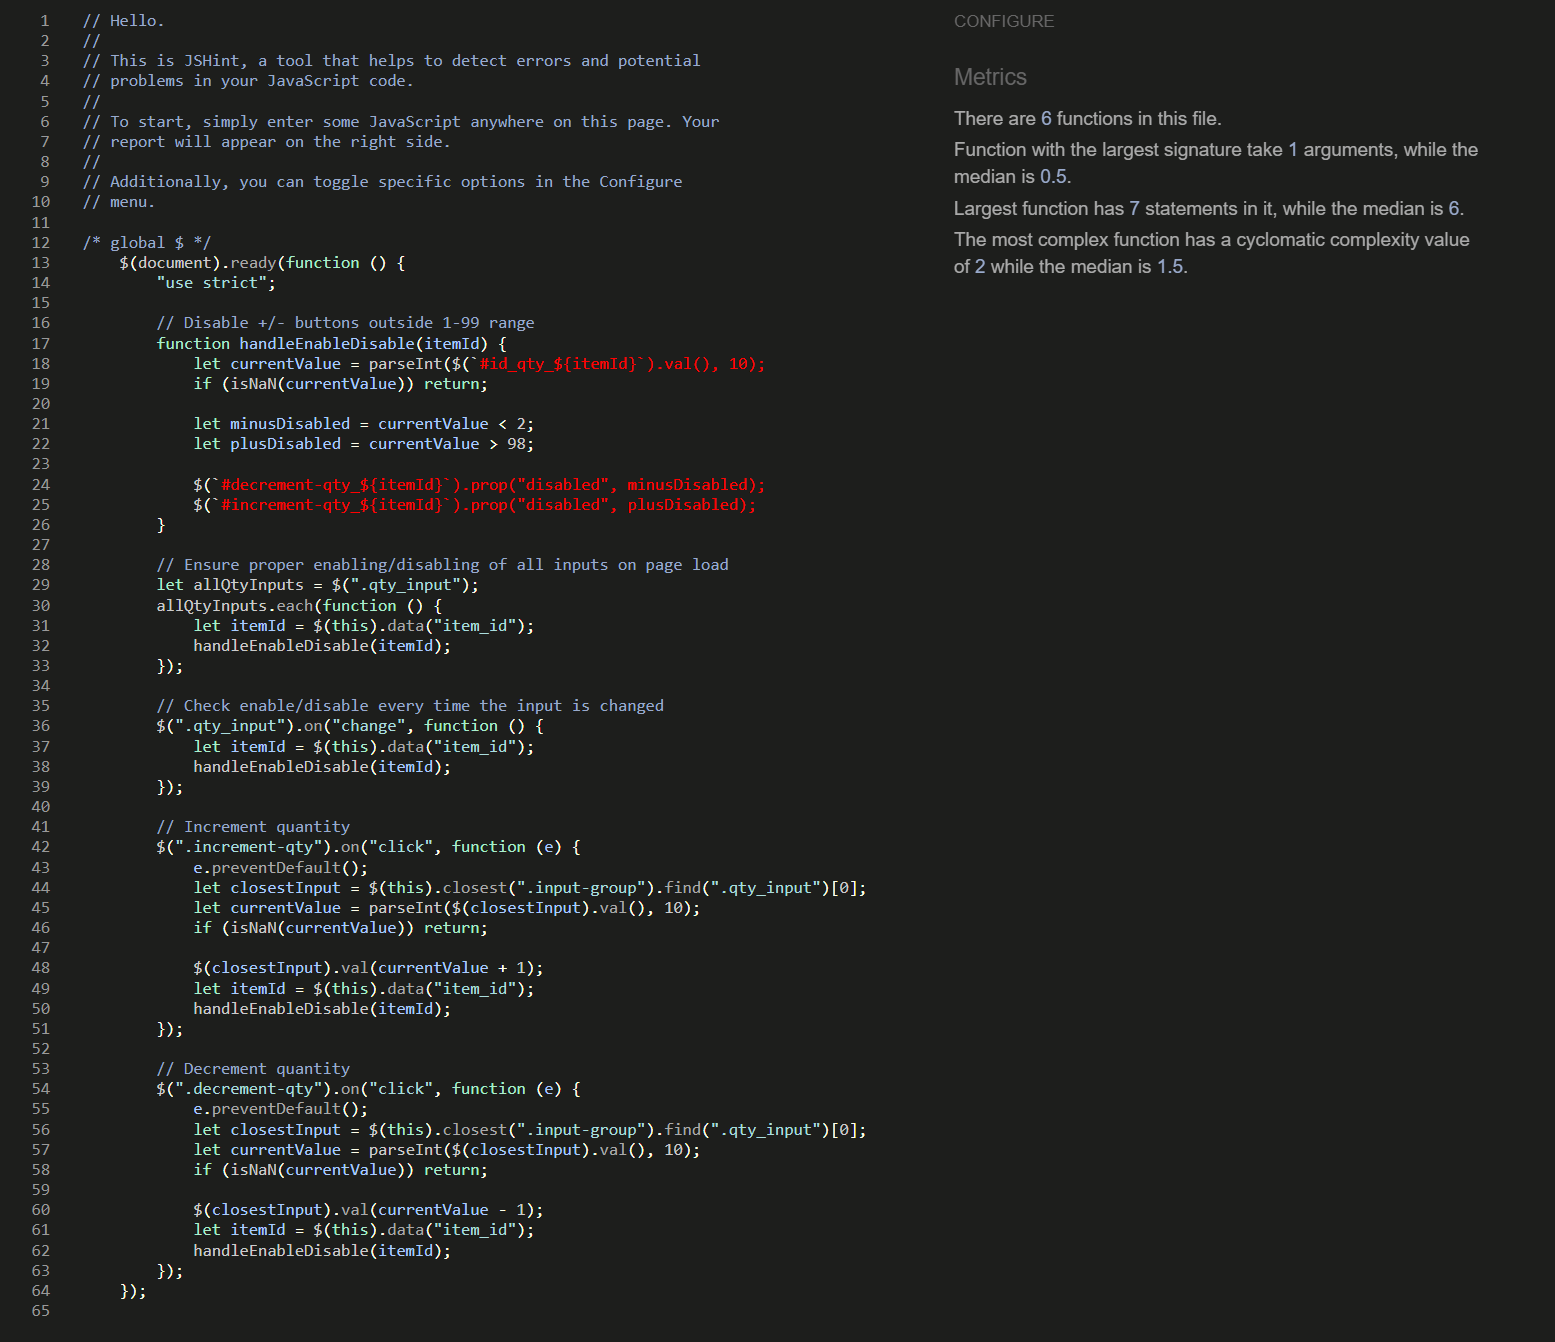 1 // Hello.
2 //
3 // This is JSHint, a tool that helps to detect errors and potential
4 // problems in your JavaScript code.
5 //
6 // To start, simply enter some JavaScript anywhere on this page. Your
7 // report will appear on the right side.
8 //
9 // Additionally, you can toggle specific options in the Configure
10 // menu.
11
12 /* global $ */
13     $(document).ready(function () {
14         "use strict";
15
16         // Disable +/- buttons outside 1-99 range
17         function handleEnableDisable(itemId) {
18             let currentValue = parseInt($(`#id_qty_${itemId}`).val(), 10);
19             if (isNaN(currentValue)) return;
20
21             let minusDisabled = currentValue < 2;
22             let plusDisabled = currentValue > 98;
23
24             $(`#decrement-qty_${itemId}`).prop("disabled", minusDisabled);
25             $(`#increment-qty_${itemId}`).prop("disabled", plusDisabled);
26         }
27
28         // Ensure proper enabling/disabling of all inputs on page load
29         let allQtyInputs = $(".qty_input");
30         allQtyInputs.each(function () {
31             let itemId = $(this).data("item_id");
32             handleEnableDisable(itemId);
33         });
34
35         // Check enable/disable every time the input is changed
36         $(".qty_input").on("change", function () {
37             let itemId = $(this).data("item_id");
38             handleEnableDisable(itemId);
39         });
40
41         // Increment quantity
42         $(".increment-qty").on("click", function (e) {
43             e.preventDefault();
44             let closestInput = $(this).closest(".input-group").find(".qty_input")[0];
45             let currentValue = parseInt($(closestInput).val(), 10);
46             if (isNaN(currentValue)) return;
47
48             $(closestInput).val(currentValue + 1);
49             let itemId = $(this).data("item_id");
50             handleEnableDisable(itemId);
51         });
52
53         // Decrement quantity
54         $(".decrement-qty").on("click", function (e) {
55             e.preventDefault();
56             let closestInput = $(this).closest(".input-group").find(".qty_input")[0];
57             let currentValue = parseInt($(closestInput).val(), 10);
58             if (isNaN(currentValue)) return;
59
60             $(closestInput).val(currentValue - 1);
61             let itemId = $(this).data("item_id");
62             handleEnableDisable(itemId);
63         });
64     });
65
CONFIGURE
Metrics
There are 6 functions in this file.
Function with the largest signature take 1 arguments, while the
median is 0.5.
Largest function has 7 statements in it, while the median is 6.
The most complex function has a cyclomatic complexity value
of 2 while the median is 1.5.